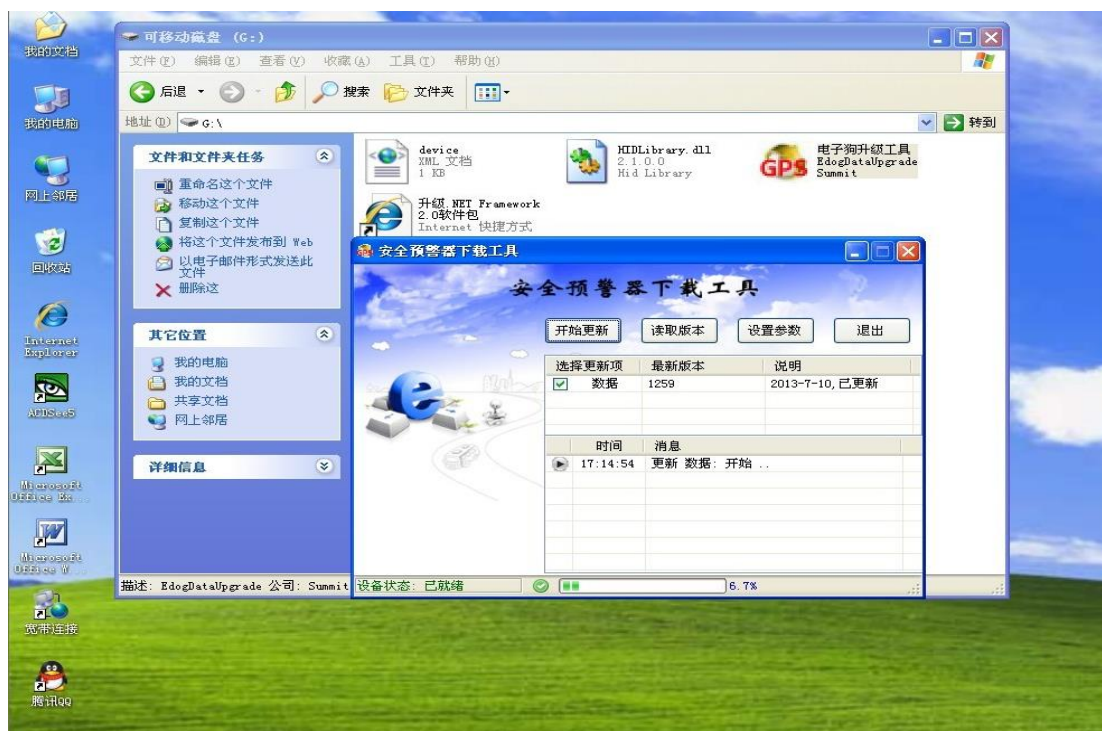 我的文档
我的电脑
网上邻居
回收站
Internet
Explorer
ACDSee5
Microsoft
Office Ex...
Microsoft
Office W...
宽带连接
腾讯QQ
可移动磁盘 (G:)
文件(F) 编辑(E) 查看(V) 收藏(A) 工具(T) 帮助(H)
后退 搜索 文件夹
地址(D) G:\ 转到
文件和文件夹任务
重命名这个文件
移动这个文件
复制这个文件
将这个文件发布到 Web
以电子邮件形式发送此
文件
删除这
其它位置
我的电脑
我的文档
共享文档
网上邻居
详细信息
device
XML 文档
1 KB
HIDLibrary.dll
2.1.0.0
Hid Library
GPS
电子狗升级工具
EdogDataUpgrade
Summit
升级.NET Framework
2.0软件包
Internet 快捷方式
安全预警器下载工具
安全预警器下载工具
开始更新 读取版本 设置参数 退出
选择更新项 最新版本 说明
数据 1259 2013-7-10,已更新
时间 消息
17:14:54 更新 数据: 开始 ..
描述: EdogDataUpgrade 公司: Summit
设备状态: 已就绪 6.7%